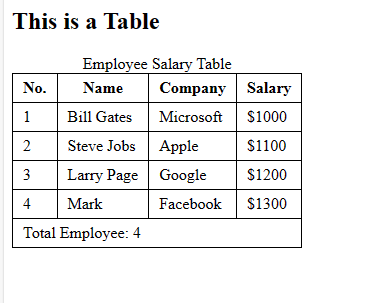 This is a Table
Employee Salary Table
No. Name Company Salary
1 Bill Gates Microsoft $1000
2 Steve Jobs Apple $1100
3 Larry Page Google $1200
4 Mark Facebook $1300
Total Employee: 4